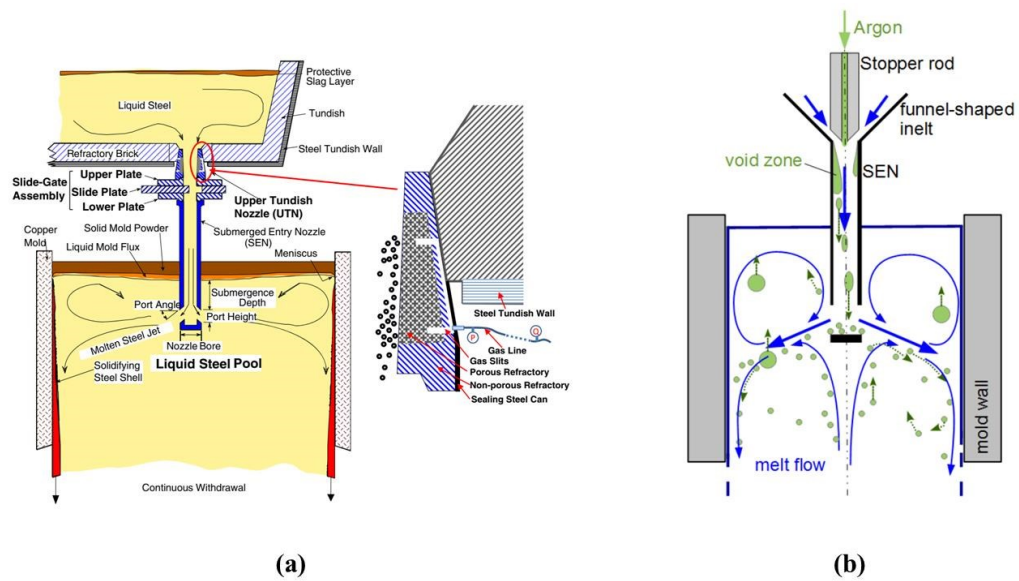 Protective
Slag Layer
Liquid Steel
Tundish
Steel Tundish Wall
Refractory Brick
Upper Plate
Slide-Gate
Assembly
Slide Plate
Lower Plate
Upper Tundish
Nozzle (UTN)
Copper
Mold
Solid Mold Powder
Submerged Entry Nozzle
(SEN)
Liquid Mold Flux
Meniscus
Submergence
Depth
Port Angle
Port Height
Molten Steel Jet
Nozzle Bore
Liquid Steel Pool
Solidifying
Steel Shell
Continuous Withdrawal
Steel Tundish Wall
P
Q
Gas Line
Gas Slits
Porous Refractory
Non-porous Refractory
Sealing Steel Can
(a)
Argon
Stopper rod
funnel-shaped
inelt
void zone
SEN
mold wall
melt flow
(b)